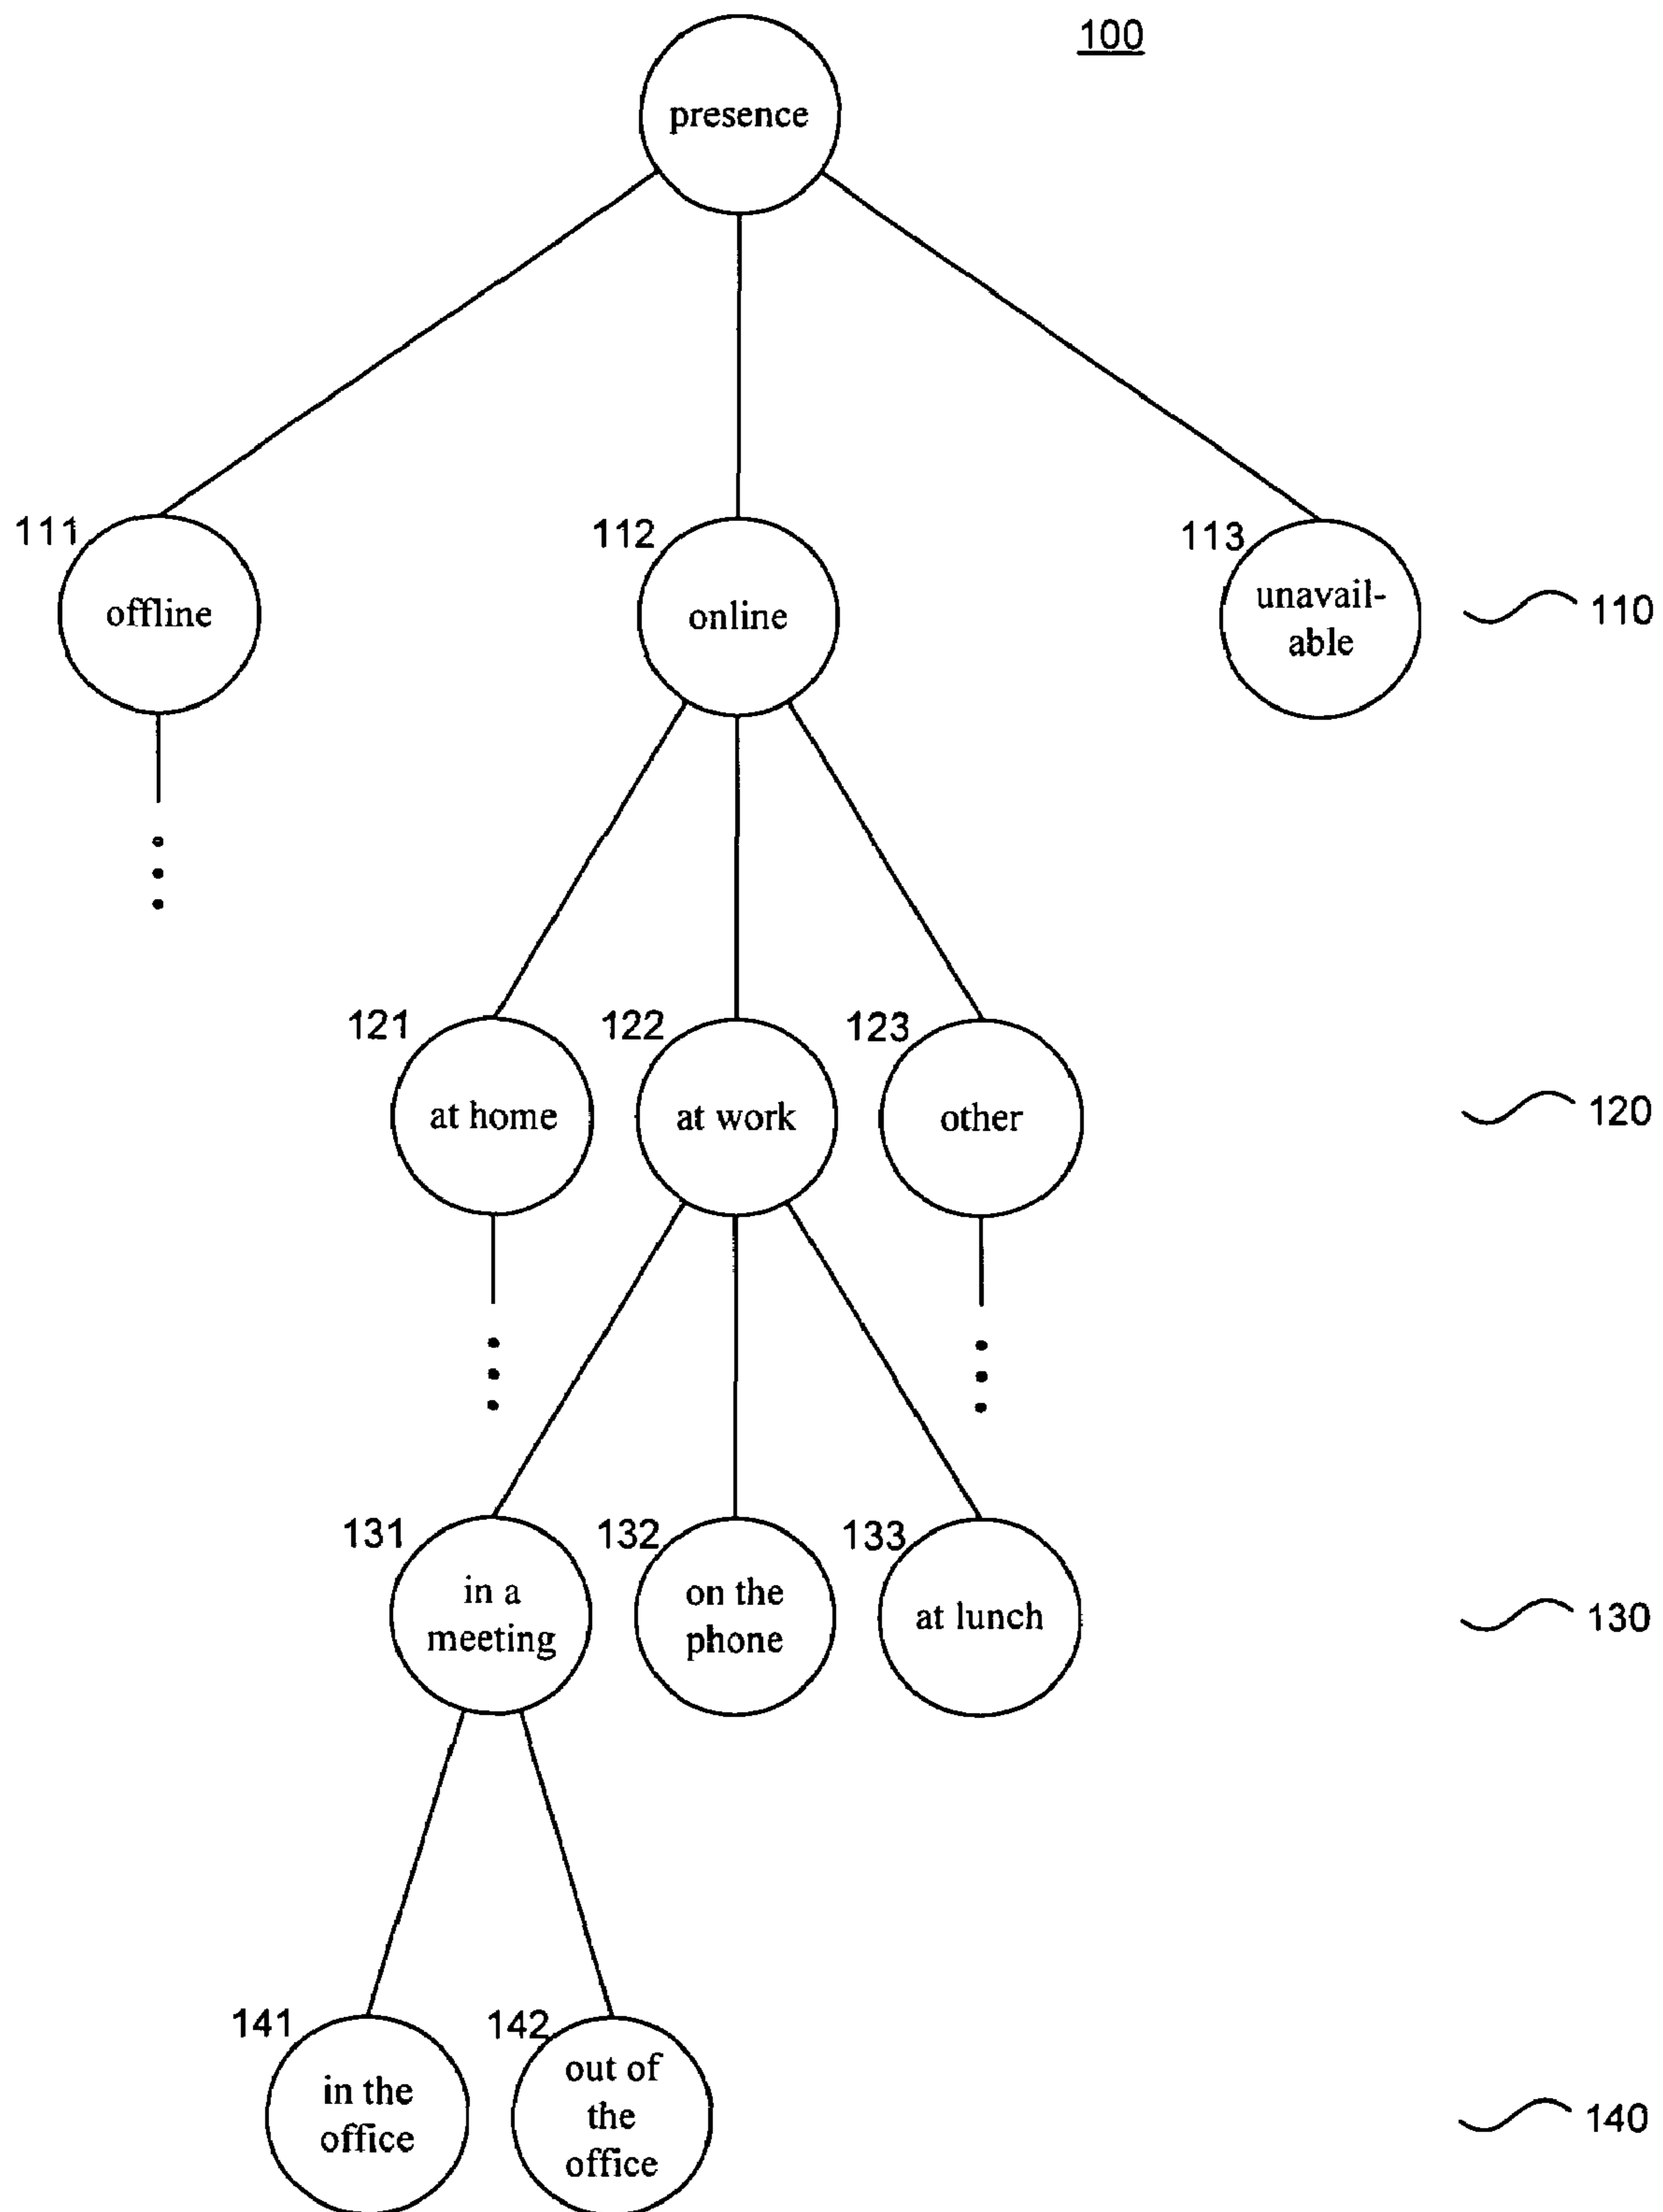 100
presence
111
112
113
offline
online
unavail-
able
110
121
122
123
at home
at work
other
120
131
132
133
in a
meeting
on the
phone
at lunch
130
141
142
in the
office
out of
the
office
140